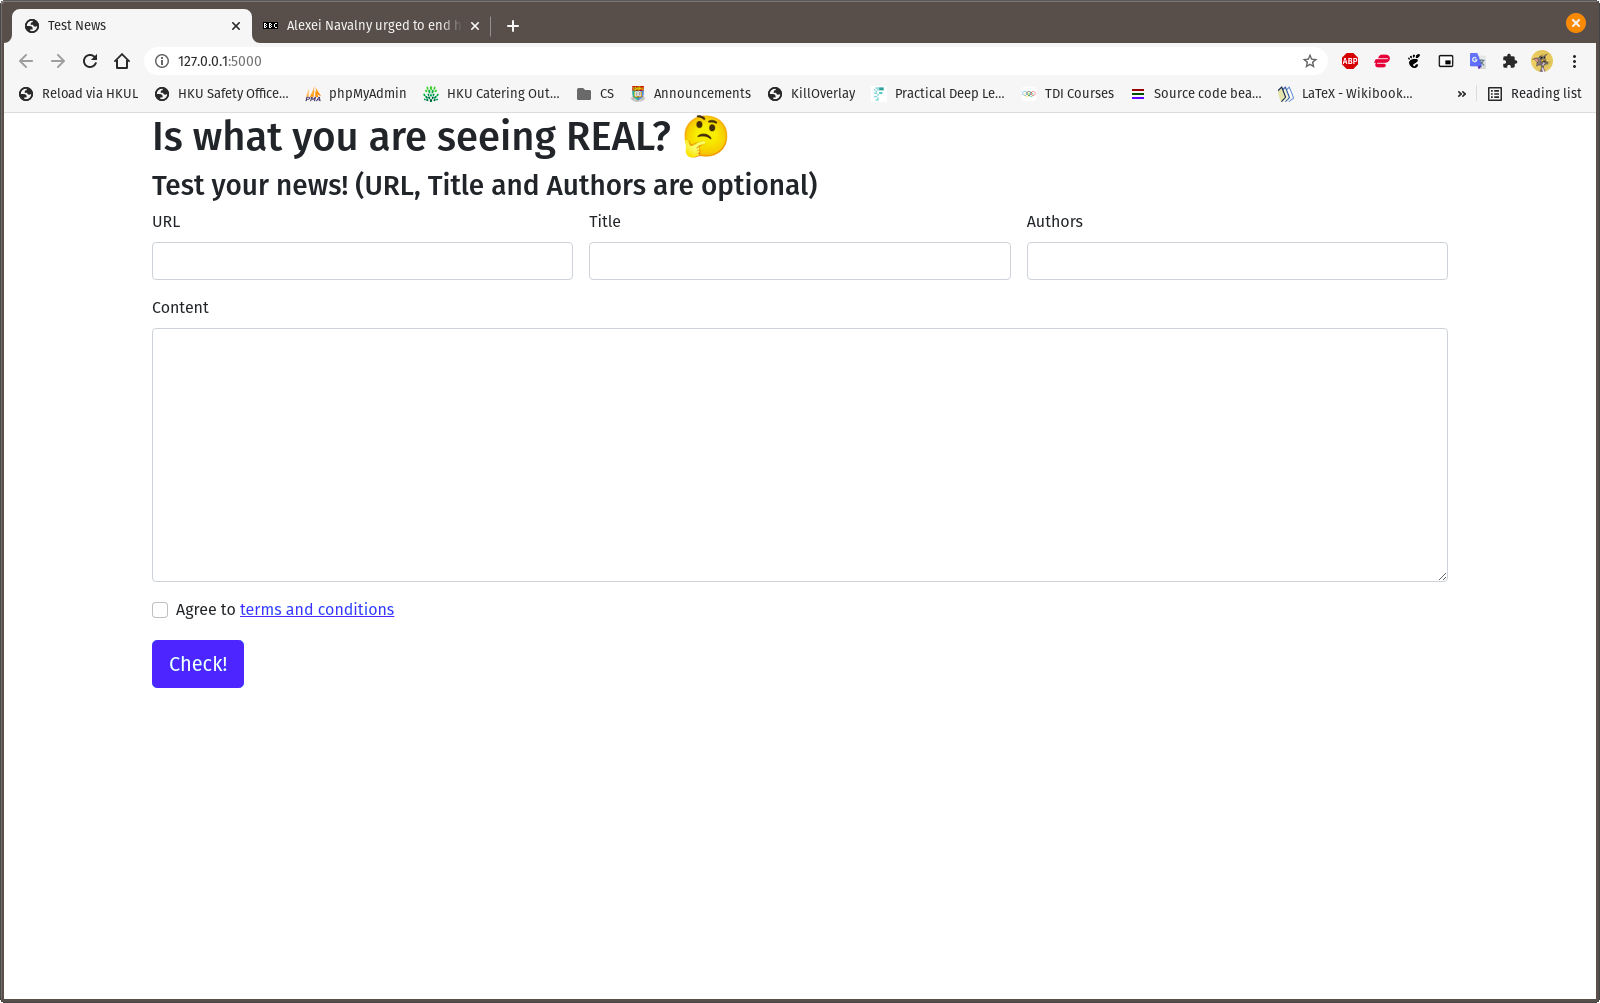 Test News
BBC Alexei Navalny urged to end h
127.0.0.1:5000
ABP
Reload via HKUL HKU Safety Office... PMA phpMyAdmin HKU Catering Out... CS Announcements KillOverlay Practical Deep Le... TDI Courses Source code bea... LaTeX - Wikibook... » Reading list
Is what you are seeing REAL? 🤔
Test your news! (URL, Title and Authors are optional)
URL Title Authors
Content
Agree to terms and conditions
Check!